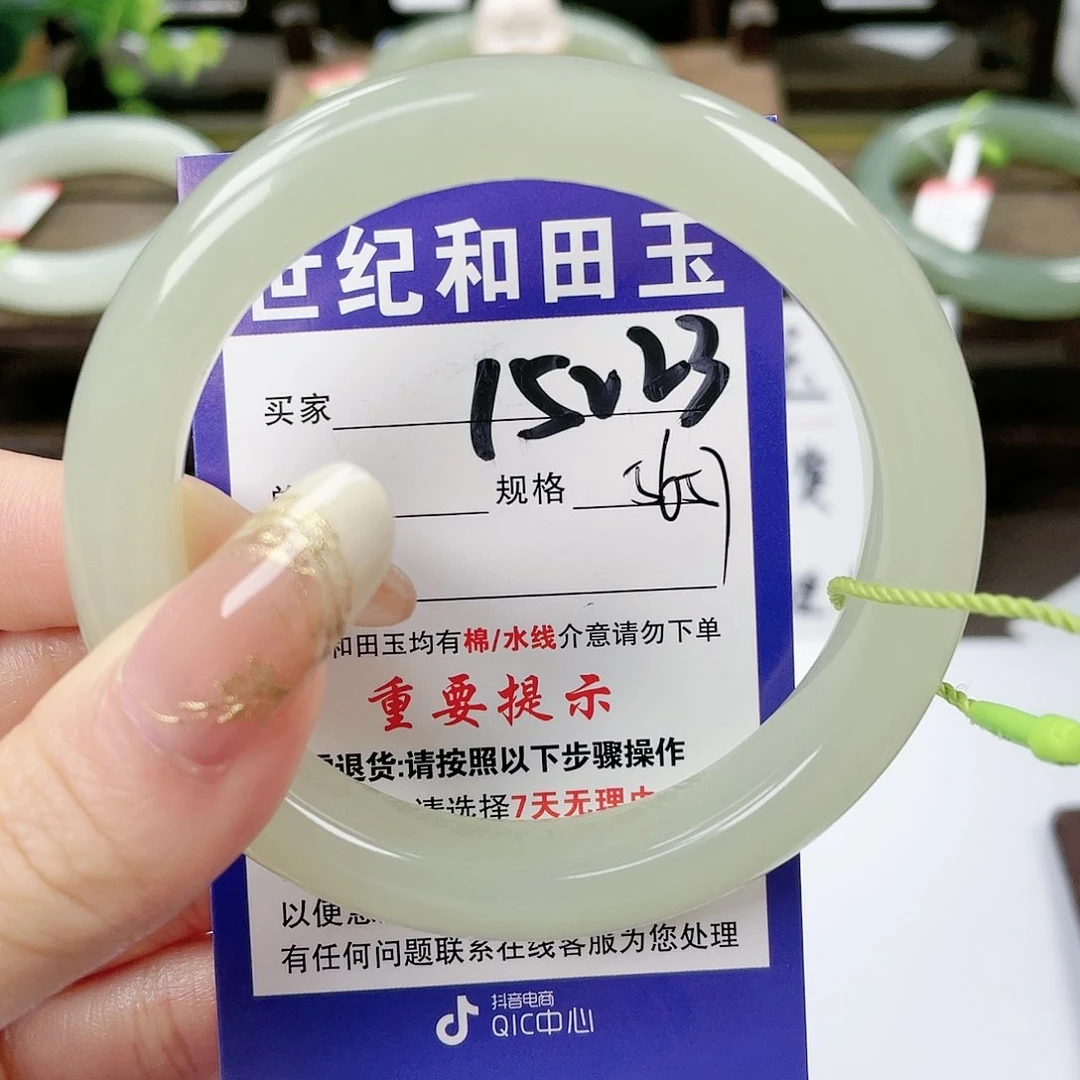 世纪和田玉
买家 15v23
规格
和田玉均有棉/水线介意请勿下单
重要提示
退货:请按照以下步骤操作
请选择7天无理由
以便您
有任何问题联系在线客服为您处理
抖音电商
QIC中心